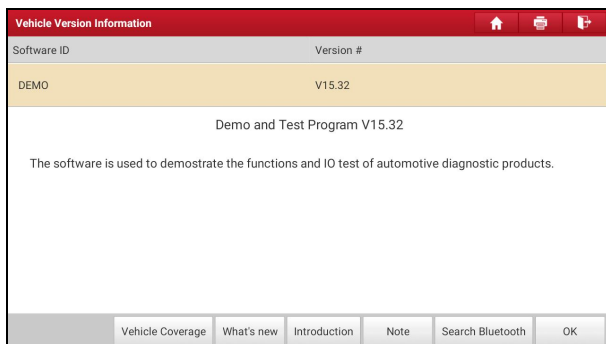 Vehicle Version Information
Software ID Version #
DEMO V15.32
Demo and Test Program V15.32
The software is used to demostrate the functions and IO test of automotive diagnostic products.
Vehicle Coverage What's new Introduction Note Search Bluetooth OK